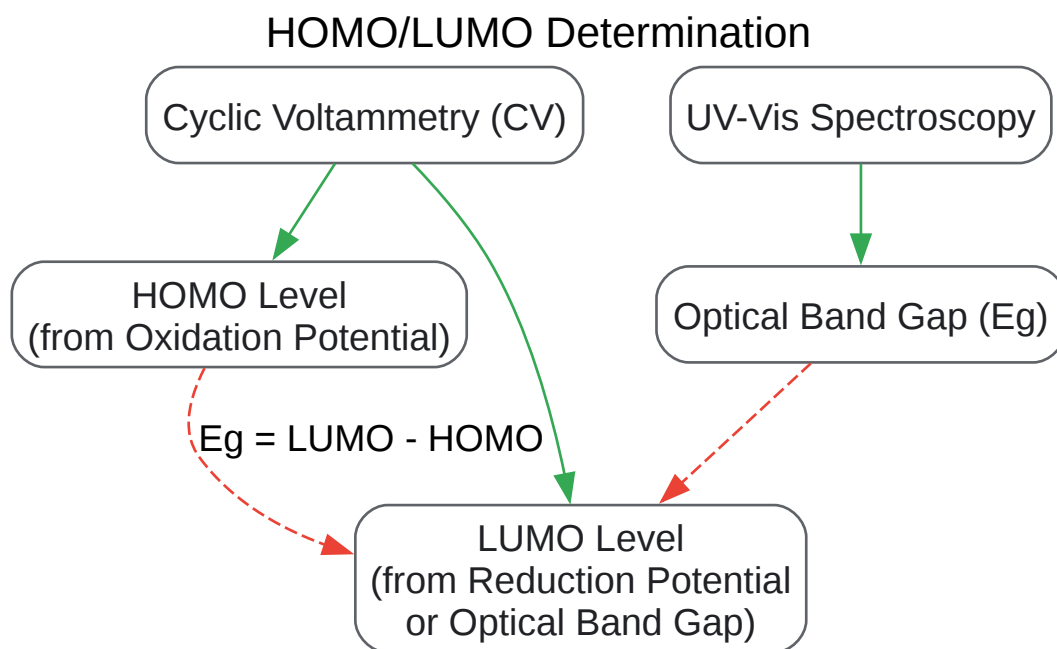 HOMO/LUMO Determination
Cyclic Voltammetry (CV)
UV-Vis Spectroscopy
HOMO Level
(from Oxidation Potential)
Optical Band Gap (Eg)
Eg = LUMO - HOMO
LUMO Level
(from Reduction Potential
or Optical Band Gap)